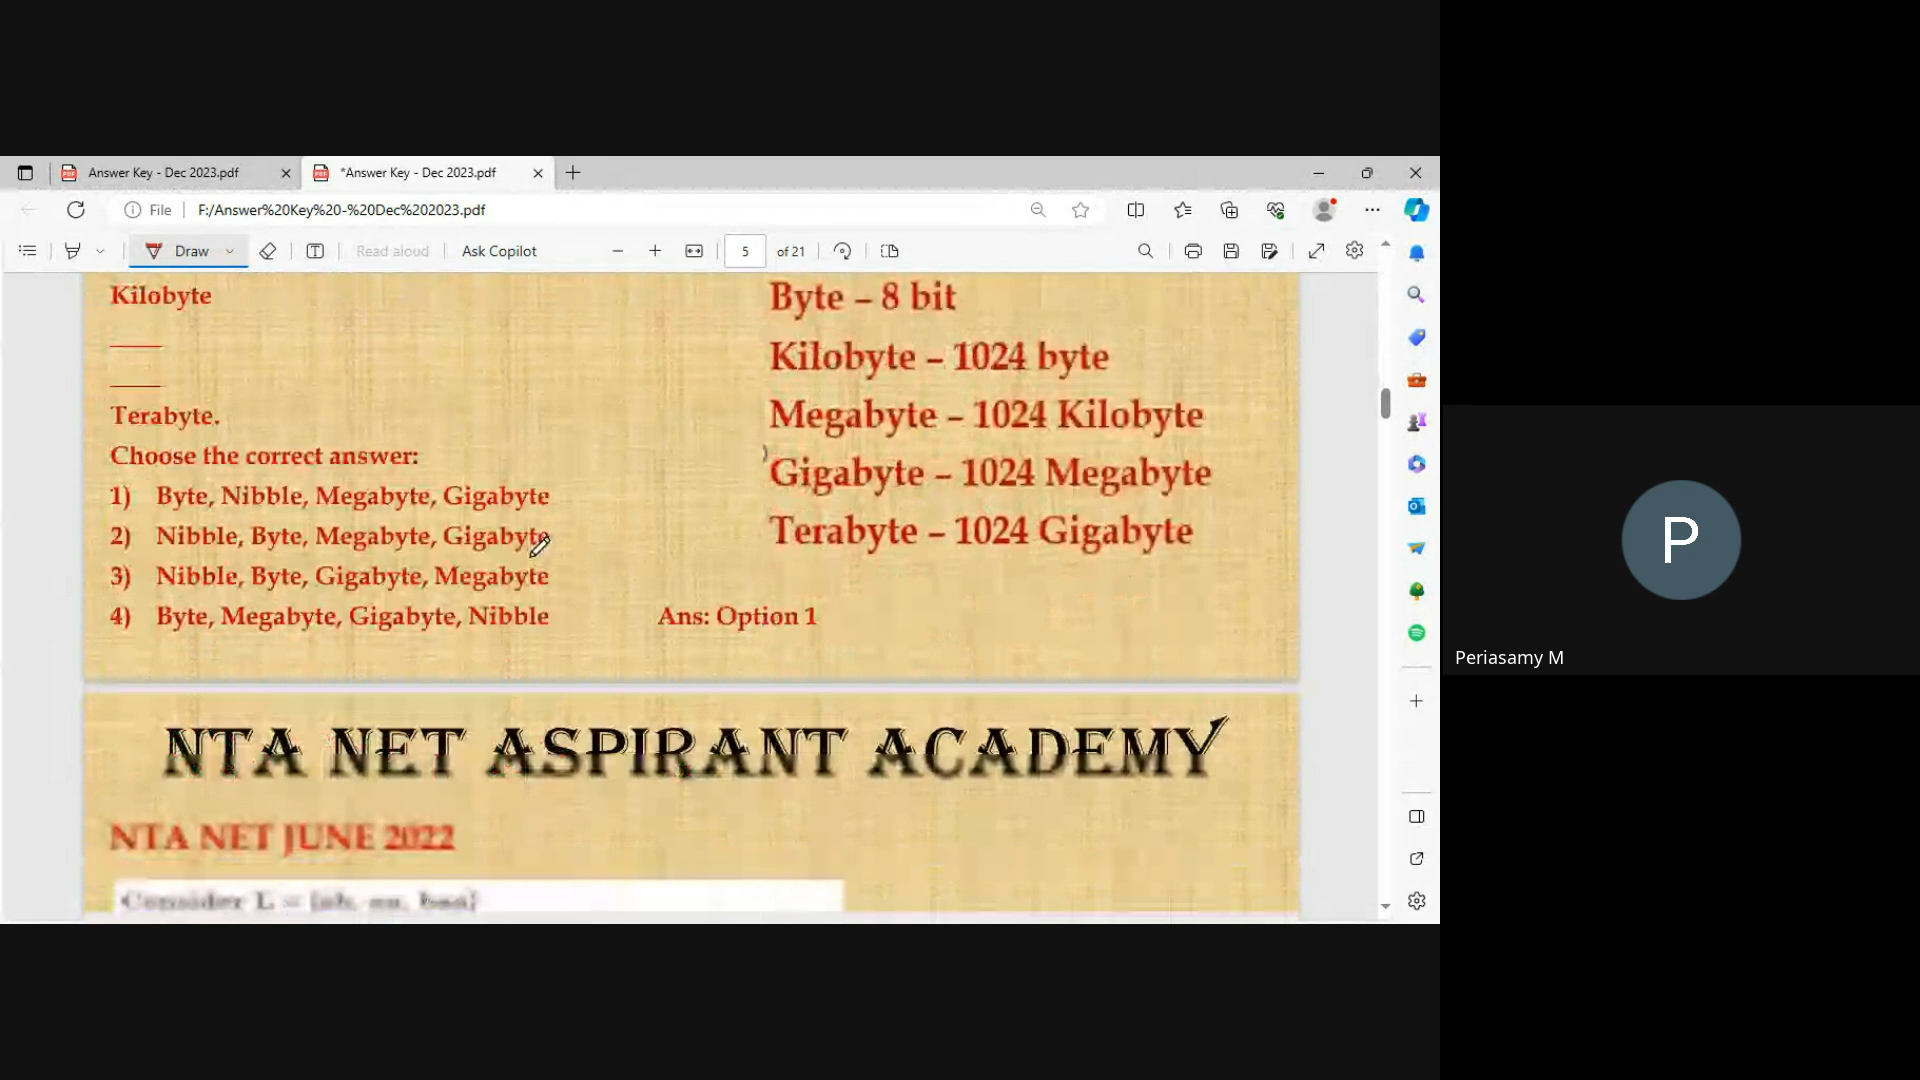 Answer Key - Dec 2023.pdf
*Answer Key - Dec 2023.pdf
File
F:/Answer%20Key%20-%20Dec%202023.pdf
Draw
Read aloud
Ask Copilot
5
of 21
Kilobyte
Terabyte.
Choose the correct answer:
1) Byte, Nibble, Megabyte, Gigabyte
2) Nibble, Byte, Megabyte, Gigabyte
3) Nibble, Byte, Gigabyte, Megabyte
4) Byte, Megabyte, Gigabyte, Nibble
Ans: Option 1
Byte – 8 bit
Kilobyte – 1024 byte
Megabyte – 1024 Kilobyte
Gigabyte – 1024 Megabyte
Terabyte – 1024 Gigabyte
NTA NET ASPIRANT ACADEMY
NTA NET JUNE 2022
Consider L =
P
Periasamy M